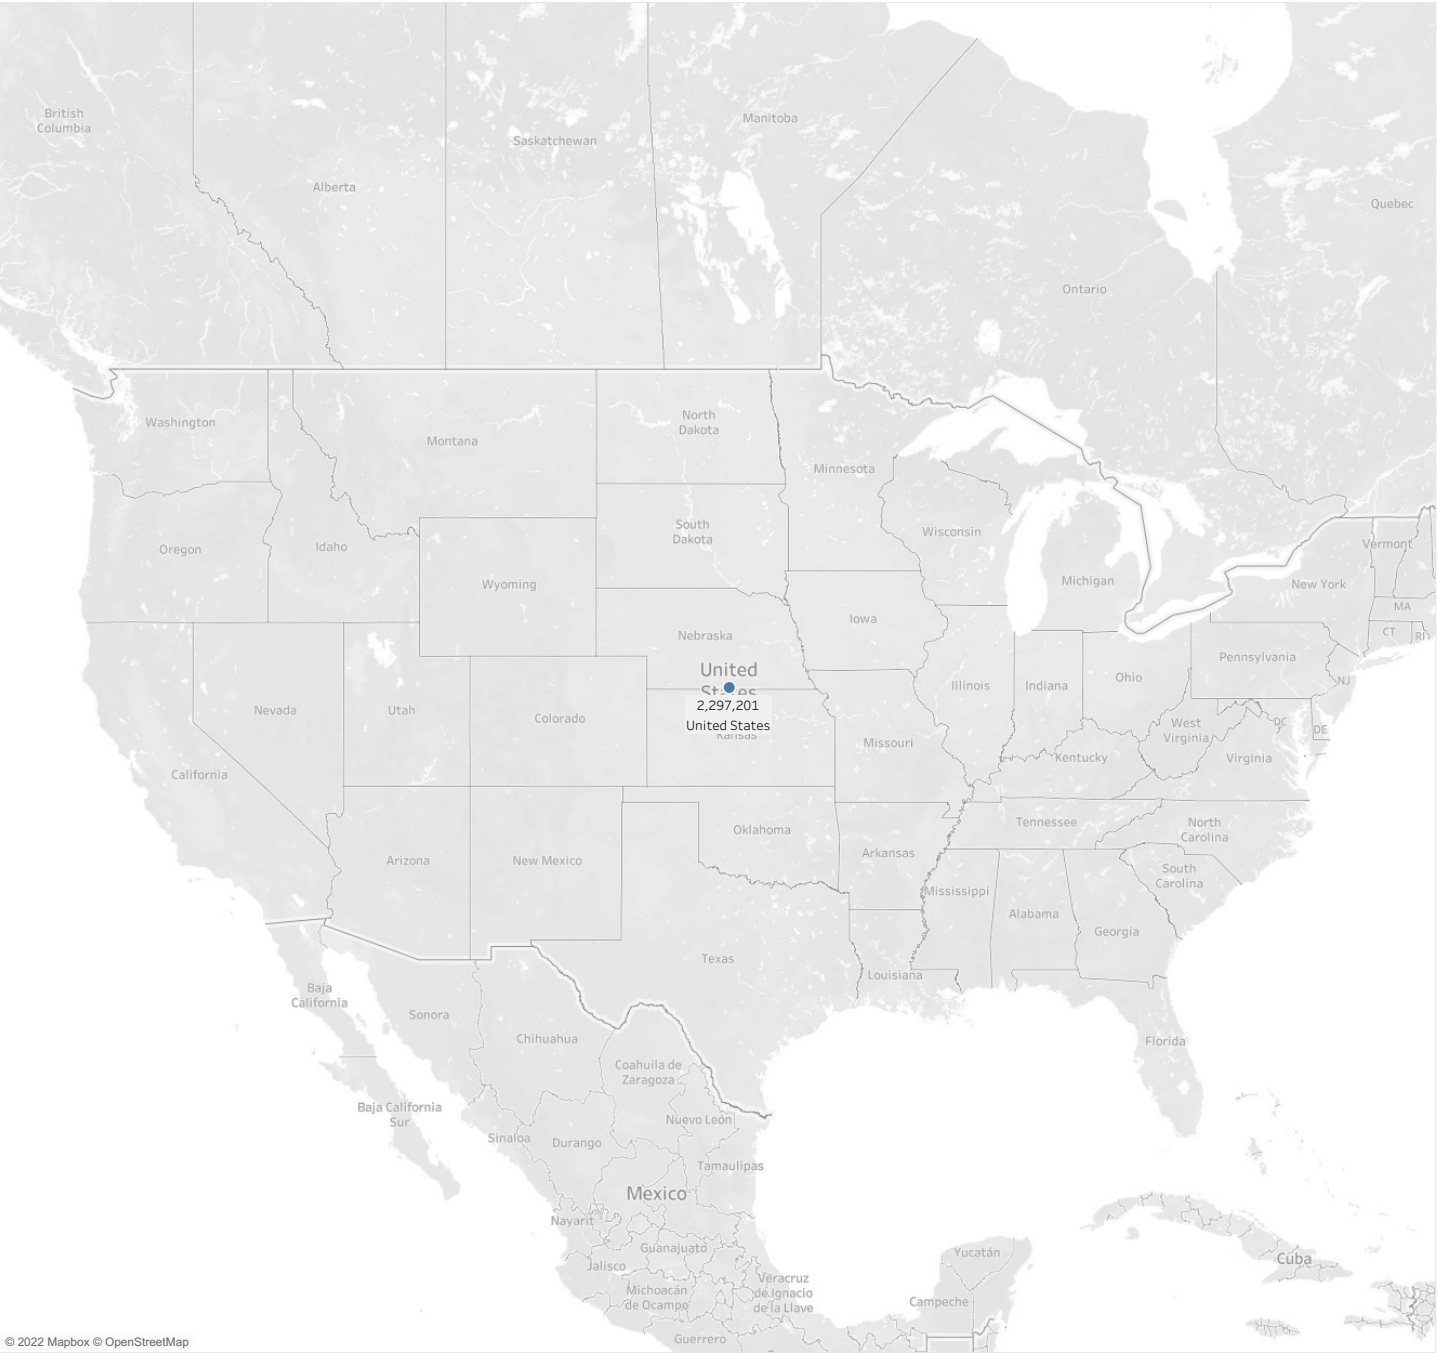 British
Columbia
Manitoba
Saskatchewan
Alberta
Quebec
Ontario
Washington
North
Dakota
Montana
Minnesota
South
Dakota
Wisconsin
Vermont
Oregon
Idaho
Michigan
New York
Wyoming
MA
Iowa
CT
RI
Nebraska
Pennsylvania
United
States
Ohio
NJ
Illinois
Indiana
2,297,201
United States
Kansas
Nevada
Utah
Colorado
West
Virginia
DC
DE
Missouri
Kentucky
Virginia
California
Tennessee
North
Carolina
Oklahoma
Arkansas
Arizona
New Mexico
South
Carolina
Mississippi
Alabama
Georgia
Texas
Louisiana
Baja
California
Sonora
Chihuahua
Florida
Coahuila de
Zaragoza
Baja California
Sur
Nuevo León
Sinaloa
Durango
Tamaulipas
Mexico
Nayarit
Guanajuato
Yucatán
Cuba
Jalisco
Veracruz
de Ignacio
de la Llave
Michoacán
de Ocampo
Campeche
Guerrero
© 2022 Mapbox © OpenStreetMap